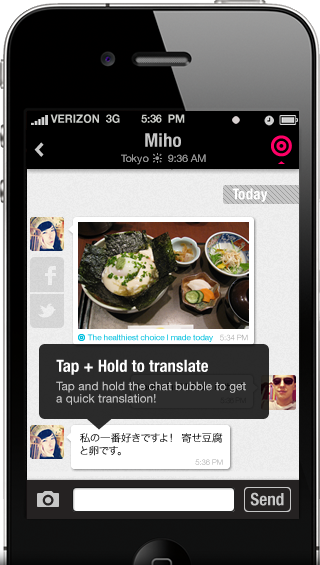 VERIZON 3G 5:36 PM
Miho
Tokyo 9:36 AM
Today
The healthiest choice I made today 5:34 PM
Tap + Hold to translate
Tap and hold the chat bubble to get
a quick translation!
私の一番好きですよ! 寄せ豆腐
と卵です。
5:36 PM
Send